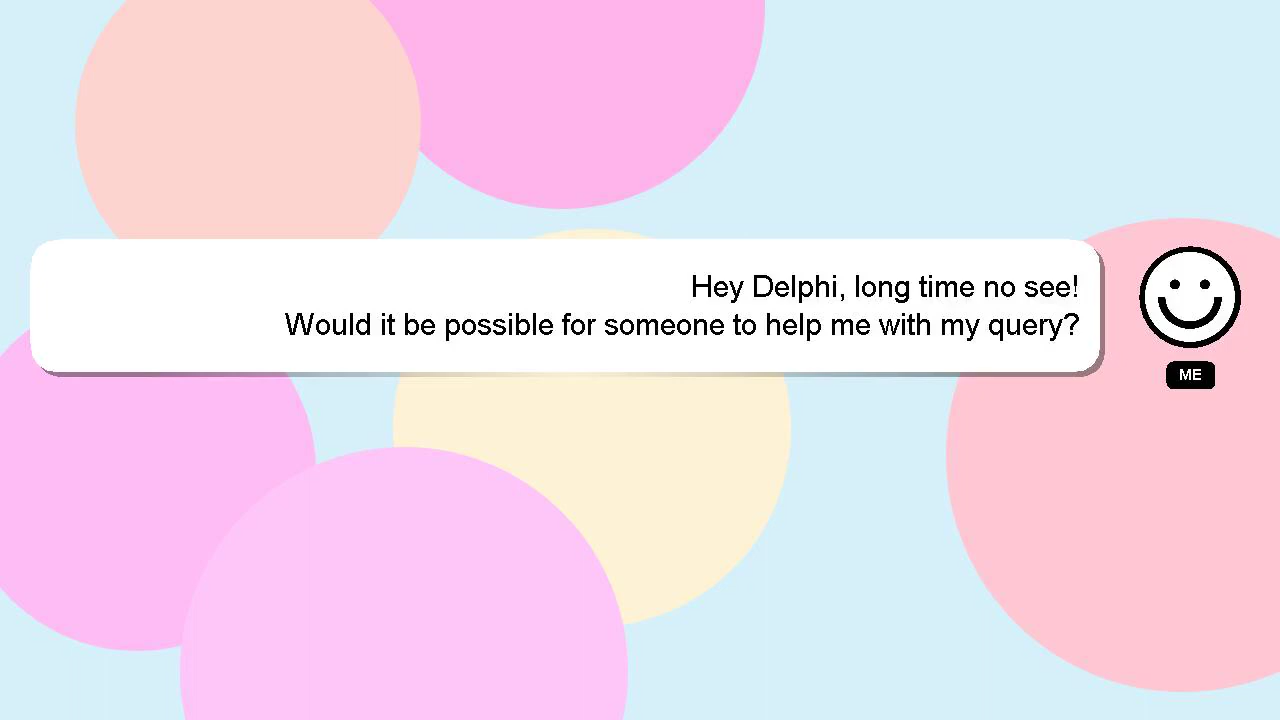 Hey Delphi, long time no see!
Would it be possible for someone to help me with my query?
ME